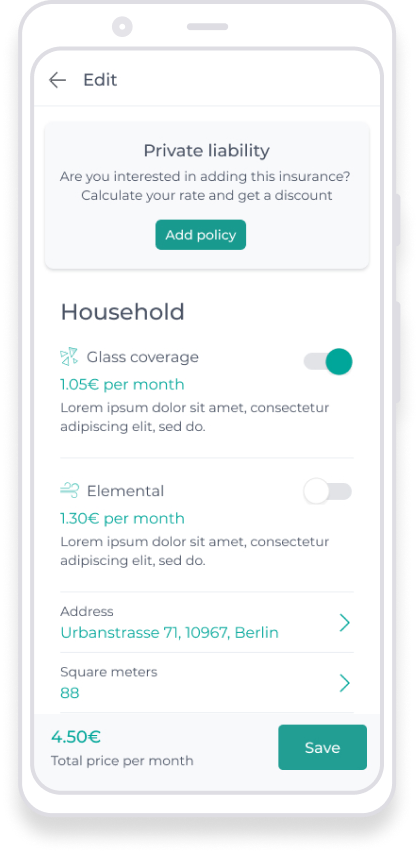 Edit
Private liability
Are you interested in adding this insurance?
Calculate your rate and get a discount
Add policy
Household
Glass coverage
1.05€ per month
Lorem ipsum dolor sit amet, consectetur
adipiscing elit, sed do.
Elemental
1.30€ per month
Lorem ipsum dolor sit amet, consectetur
adipiscing elit, sed do.
Address
Urbanstrasse 71, 10967, Berlin
Square meters
88
4.50€
Total price per month
Save